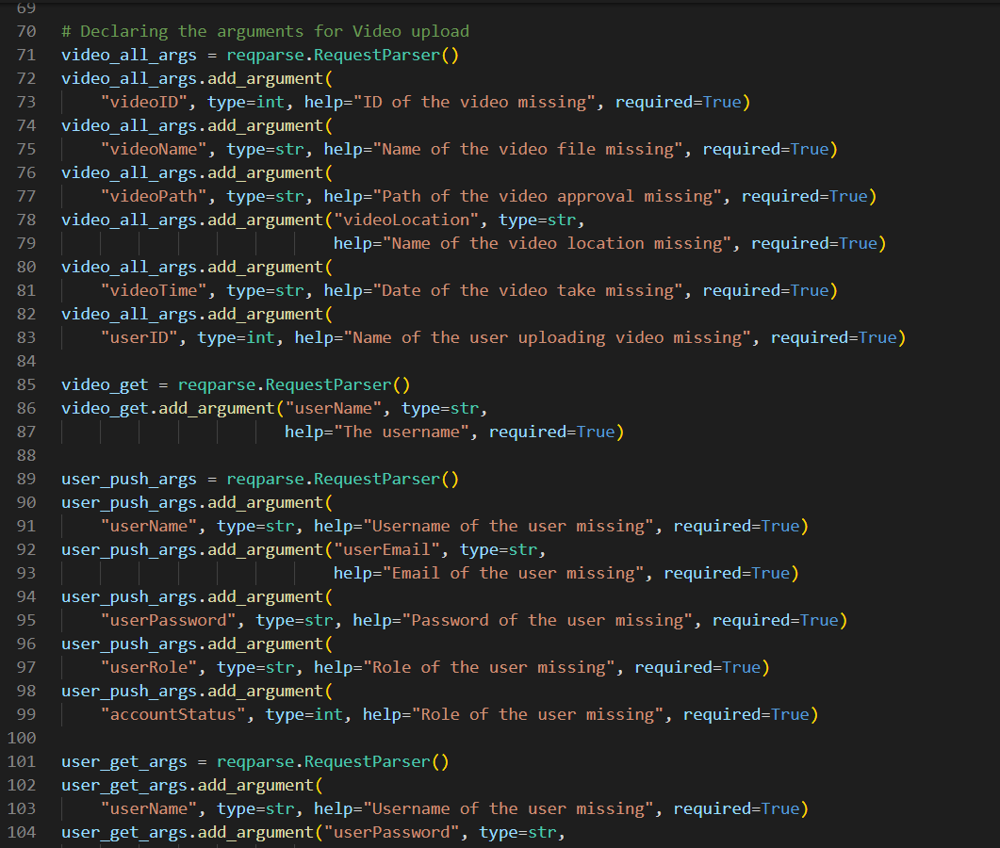 69
70 # Declaring the arguments for Video upload
71 video_all_args = reqparse.RequestParser()
72 video_all_args.add_argument(
73     "videoID", type=int, help="ID of the video missing", required=True)
74 video_all_args.add_argument(
75     "videoName", type=str, help="Name of the video file missing", required=True)
76 video_all_args.add_argument(
77     "videoPath", type=str, help="Path of the video approval missing", required=True)
78 video_all_args.add_argument("videoLocation", type=str,
79                             help="Name of the video location missing", required=True)
80 video_all_args.add_argument(
81     "videoTime", type=str, help="Date of the video take missing", required=True)
82 video_all_args.add_argument(
83     "userID", type=int, help="Name of the user uploading video missing", required=True)
84
85 video_get = reqparse.RequestParser()
86 video_get.add_argument("userName", type=str,
87                        help="The username", required=True)
88
89 user_push_args = reqparse.RequestParser()
90 user_push_args.add_argument(
91     "userName", type=str, help="Username of the user missing", required=True)
92 user_push_args.add_argument("userEmail", type=str,
93                             help="Email of the user missing", required=True)
94 user_push_args.add_argument(
95     "userPassword", type=str, help="Password of the user missing", required=True)
96 user_push_args.add_argument(
97     "userRole", type=str, help="Role of the user missing", required=True)
98 user_push_args.add_argument(
99     "accountStatus", type=int, help="Role of the user missing", required=True)
100
101 user_get_args = reqparse.RequestParser()
102 user_get_args.add_argument(
103     "userName", type=str, help="Username of the user missing", required=True)
104 user_get_args.add_argument("userPassword", type=str,